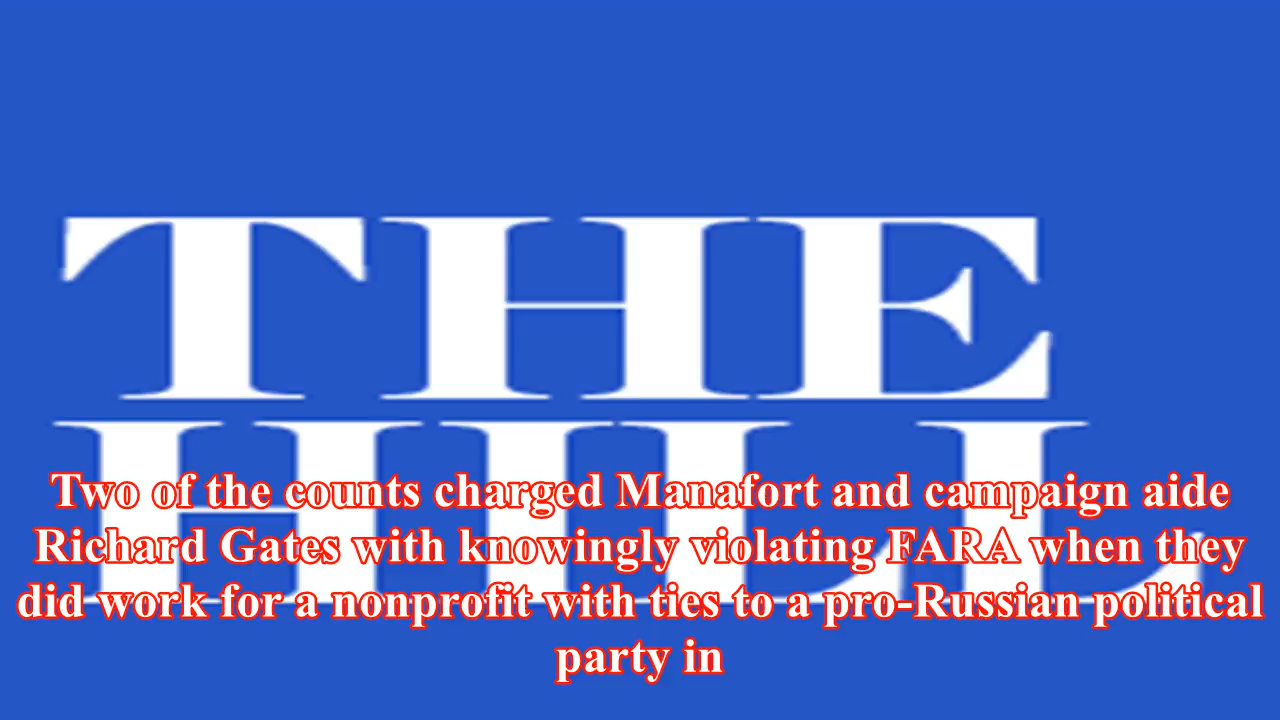 THE
HILL
Two of the counts charged Manafort and campaign aide
Richard Gates with knowingly violating FARA when they
did work for a nonprofit with ties to a pro-Russian political
party in